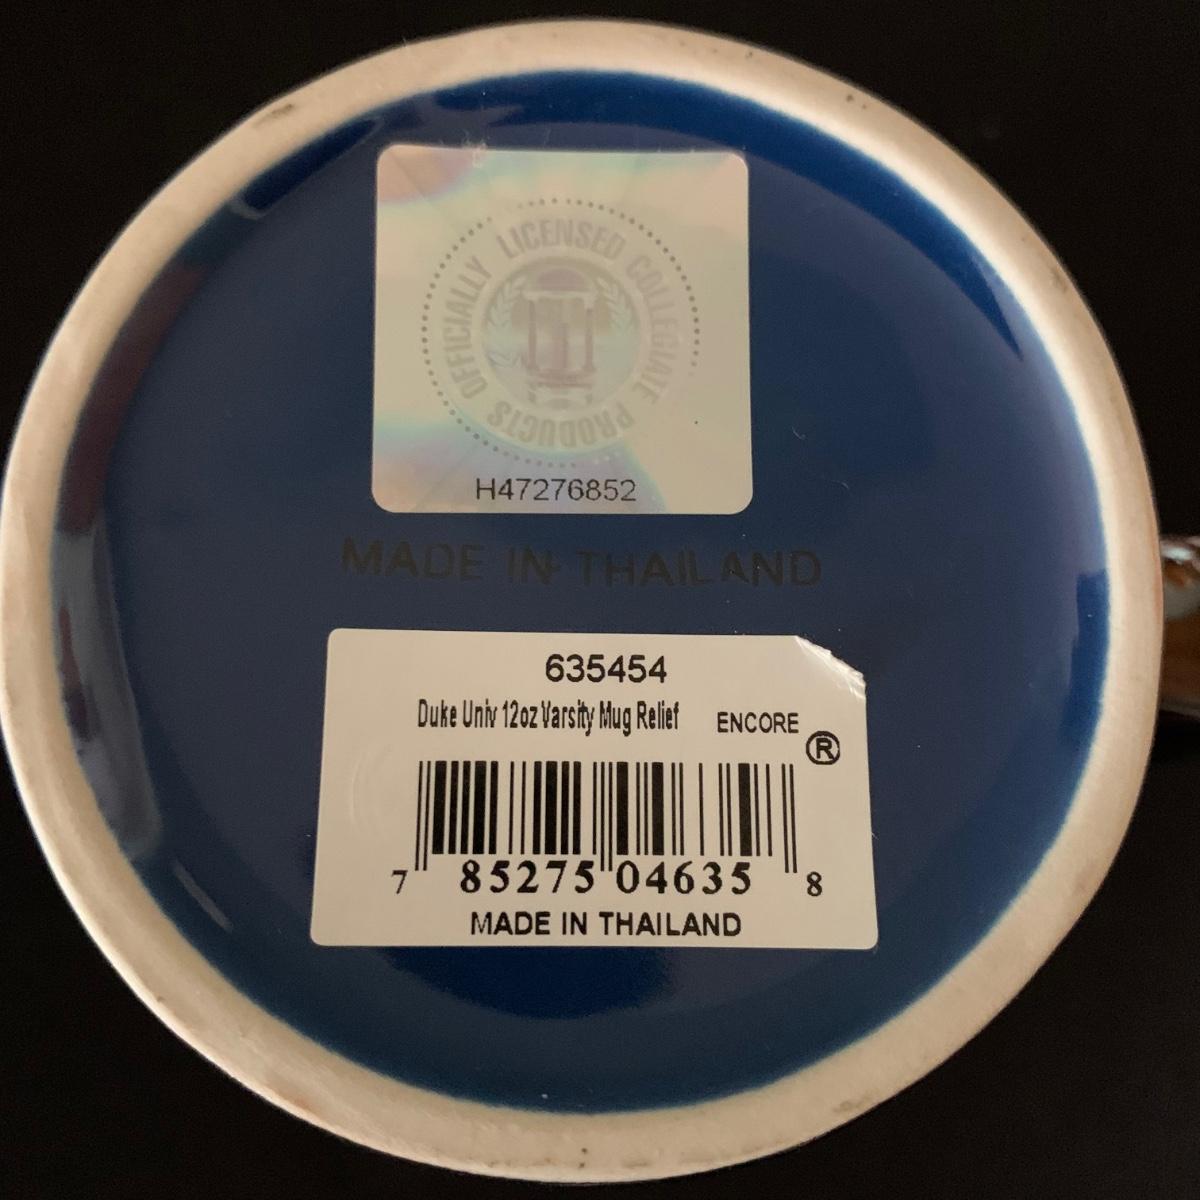 OFFICIALLY LICENSED COLLEGIATE PRODUCTS
H47276852
MADE IN THAILAND
635454
Duke Univ 12oz Varsity Mug Relief ENCORE ®
7 85275 04635 8
MADE IN THAILAND